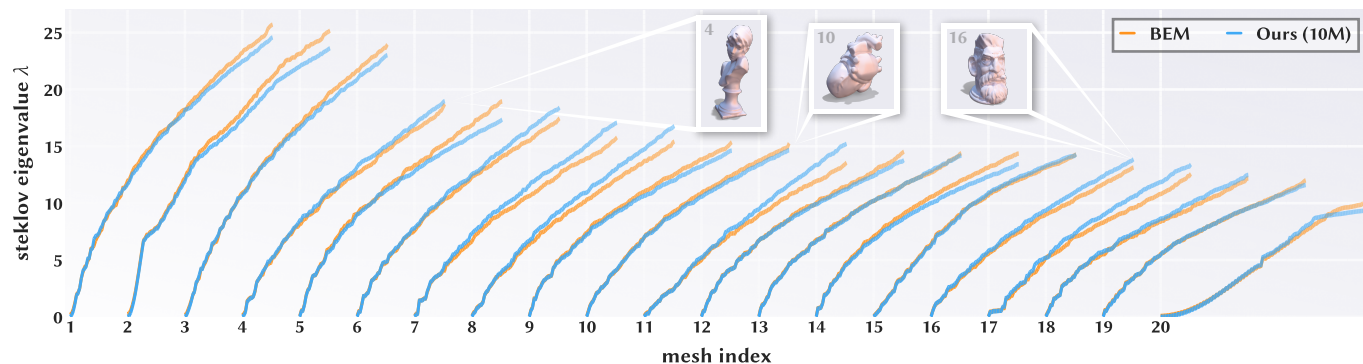 25
20
15
10
5
0
steklov eigenvalue λ
4
10
16
BEM
Ours (10M)
1 2 3 4 5 6 7 8 9 10 11 12 13 14 15 16 17 18 19 20
mesh index